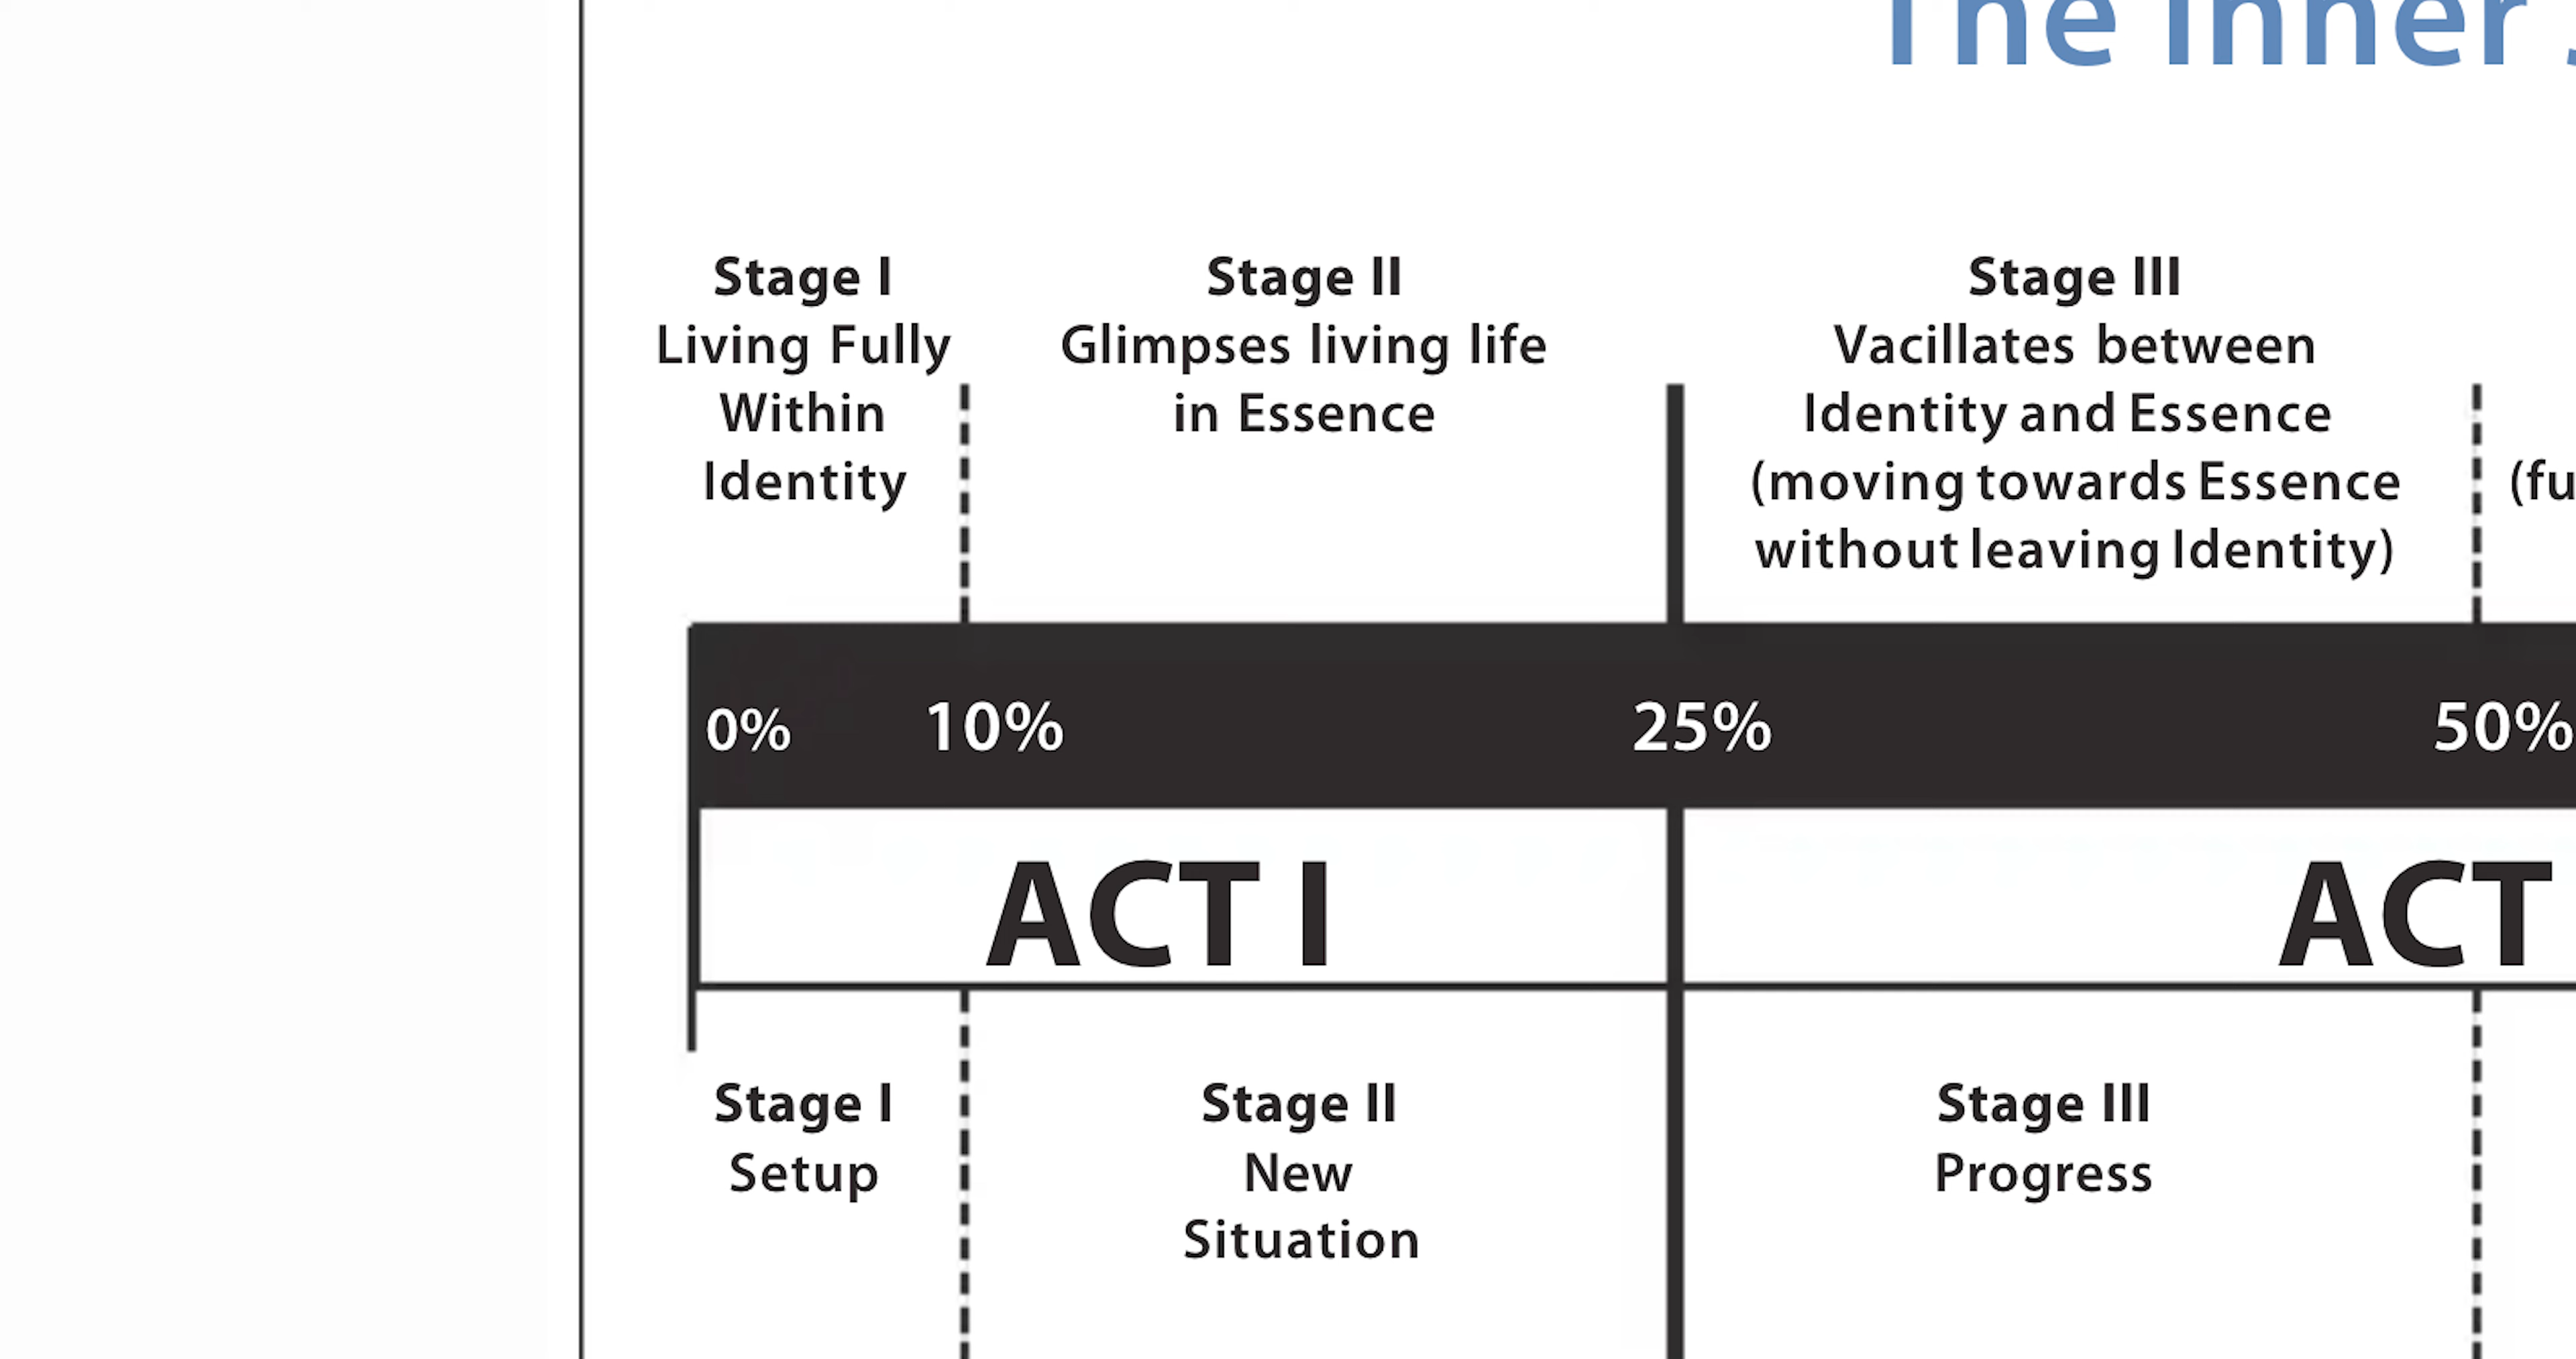 The Inner
Stage I
Living Fully
Within
Identity
Stage II
Glimpses living life
in Essence
Stage III
Vacillates between
Identity and Essence
(moving towards Essence
without leaving Identity)
0% 10% 25% 50%
ACT I
ACT
Stage I
Setup
Stage II
New
Situation
Stage III
Progress